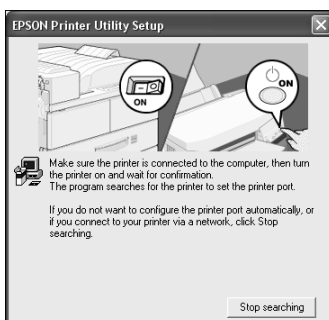 EPSON Printer Utility Setup
ON
ON
Make sure the printer is connected to the computer, then turn
the printer on and wait for confirmation.
The program searches for the printer to set the printer port.
If you do not want to configure the printer port automatically, or
if you connect to your printer via a network, click Stop
searching.
Stop searching